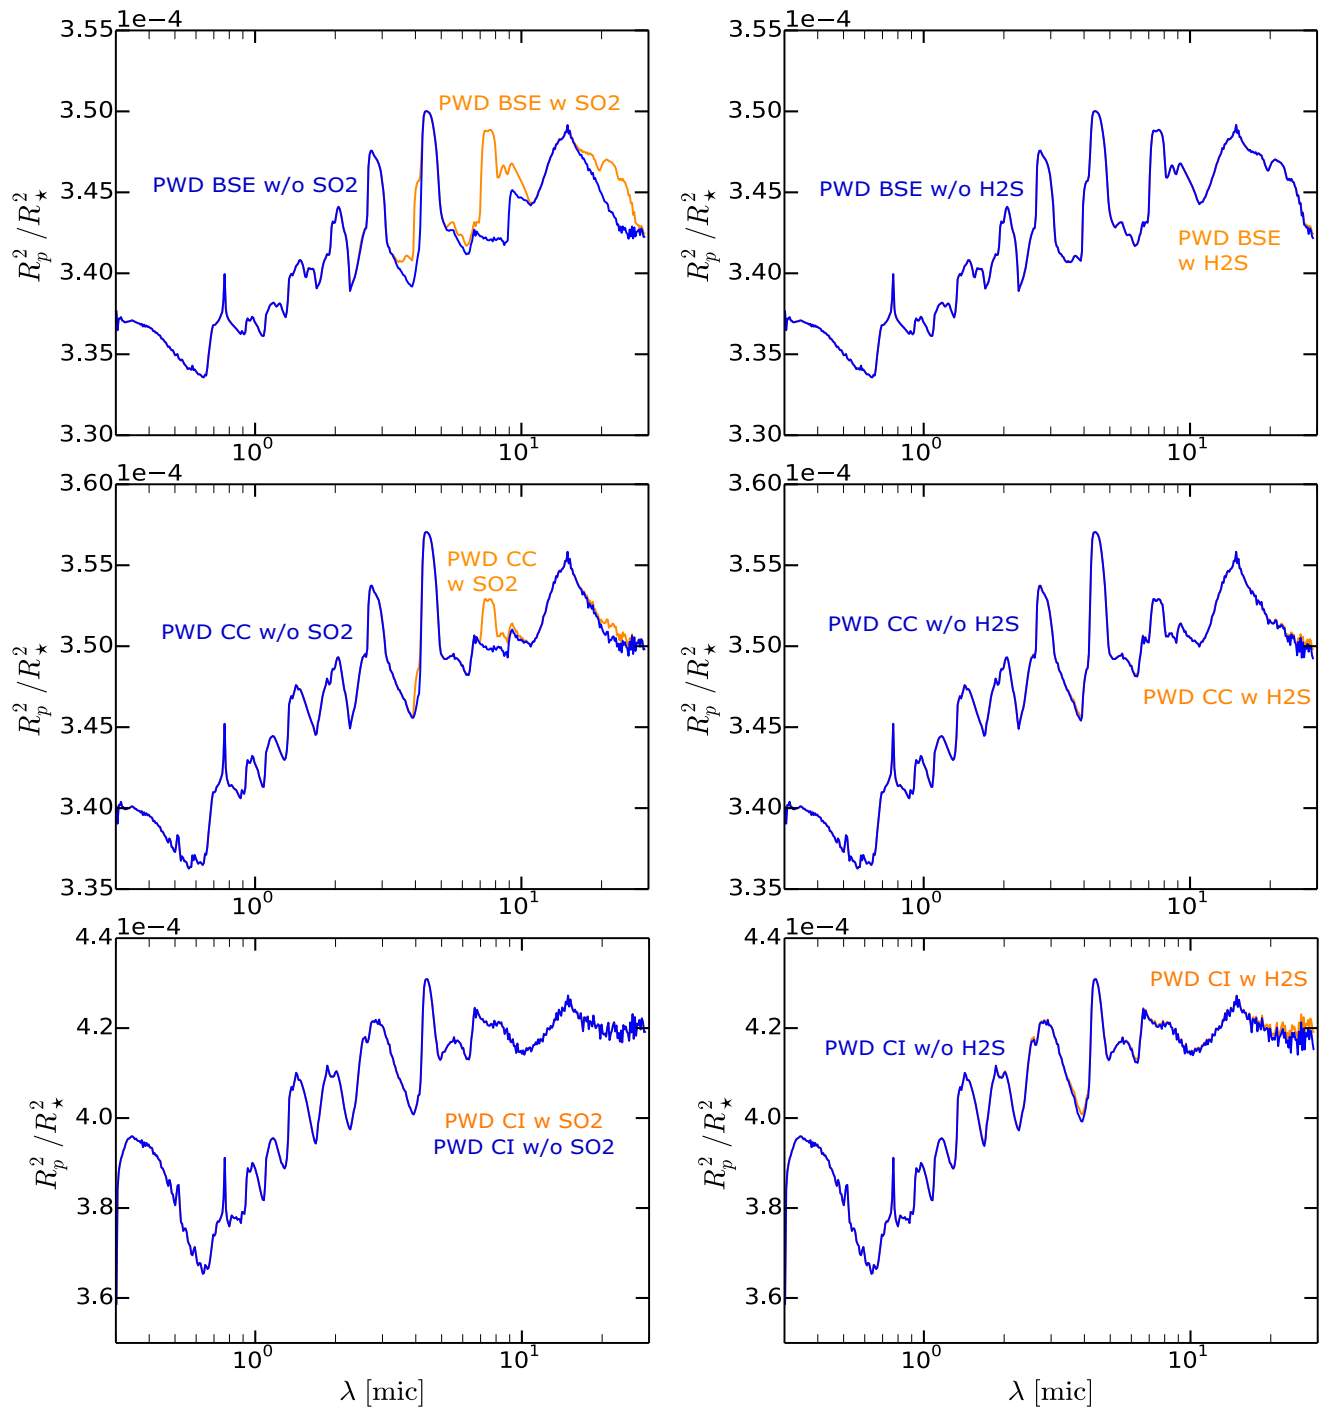 1e−4
3.55
3.50
3.45
3.40
3.35
3.30
PWD BSE w SO2
PWD BSE w/o SO2
R_p^2/R_⋆^2
10^0
10^1
1e−4
3.55
3.50
3.45
3.40
3.35
3.30
PWD BSE w/o H2S
PWD BSE
w H2S
R_p^2/R_⋆^2
10^0
10^1
1e−4
3.60
3.55
3.50
3.45
3.40
3.35
PWD CC
w SO2
PWD CC w/o SO2
R_p^2/R_⋆^2
10^0
10^1
1e−4
3.60
3.55
3.50
3.45
3.40
3.35
PWD CC w/o H2S
PWD CC w H2S
R_p^2/R_⋆^2
10^0
10^1
1e−4
4.4
4.2
4.0
3.8
3.6
PWD CI w SO2
PWD CI w/o SO2
R_p^2/R_⋆^2
10^0
10^1
λ [mic]
1e−4
4.4
4.2
4.0
3.8
3.6
PWD CI w H2S
PWD CI w/o H2S
R_p^2/R_⋆^2
10^0
10^1
λ [mic]